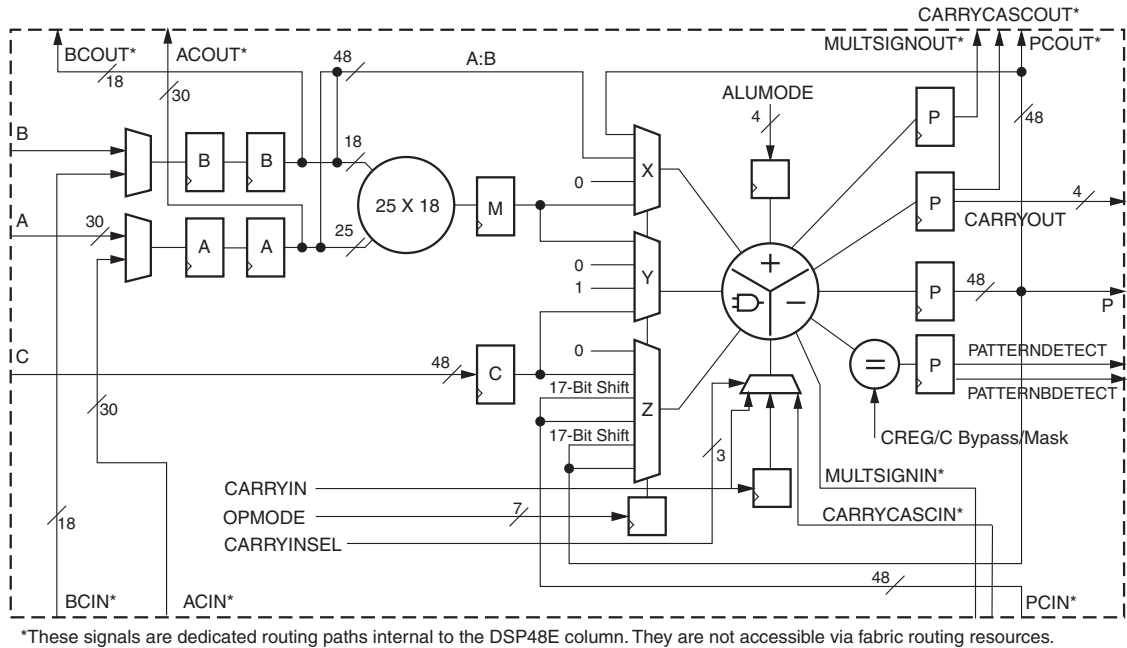 CARRYCASCOUT*
BCOUT* ACOUT* MULTSIGNOUT* PCOUT*
48 A:B
18
30
ALUMODE
4
48
P
B
B B 18
0
X
25 X 18
M
P
4
CARRYOUT
A
30
A A 25
0
1
Y
+
−
P
48
P
C
48
C
0
17-Bit Shift
Z
17-Bit Shift
=
P
PATTERNDETECT
PATTERNBDETECT
30
3
CREG/C Bypass/Mask
CARRYIN
MULTSIGNIN*
18
OPMODE
7
CARRYCASCIN*
CARRYINSEL
48
BCIN* ACIN* PCIN*
*These signals are dedicated routing paths internal to the DSP48E column. They are not accessible via fabric routing resources.